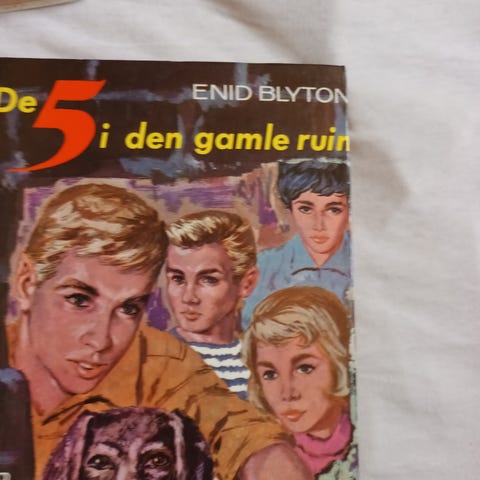 ENID BLYTON
De 5 i den gamle ruin